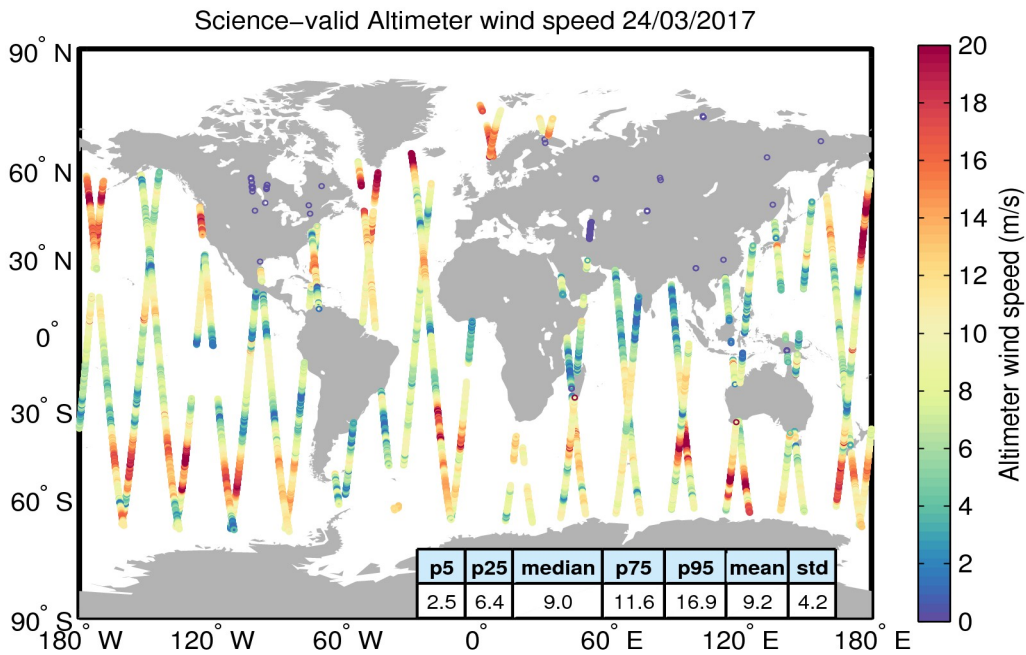 Science−valid Altimeter wind speed 24/03/2017
90° N
60° N
30° N
0°
30° S
60° S
90° S
180° W
120° W
60° W
0°
60° E
120° E
180° E
p5 p25 median p75 p95 mean std
2.5 6.4 9.0 11.6 16.9 9.2 4.2
20
18
16
14
12
10
8
6
4
2
0
Altimeter wind speed (m/s)